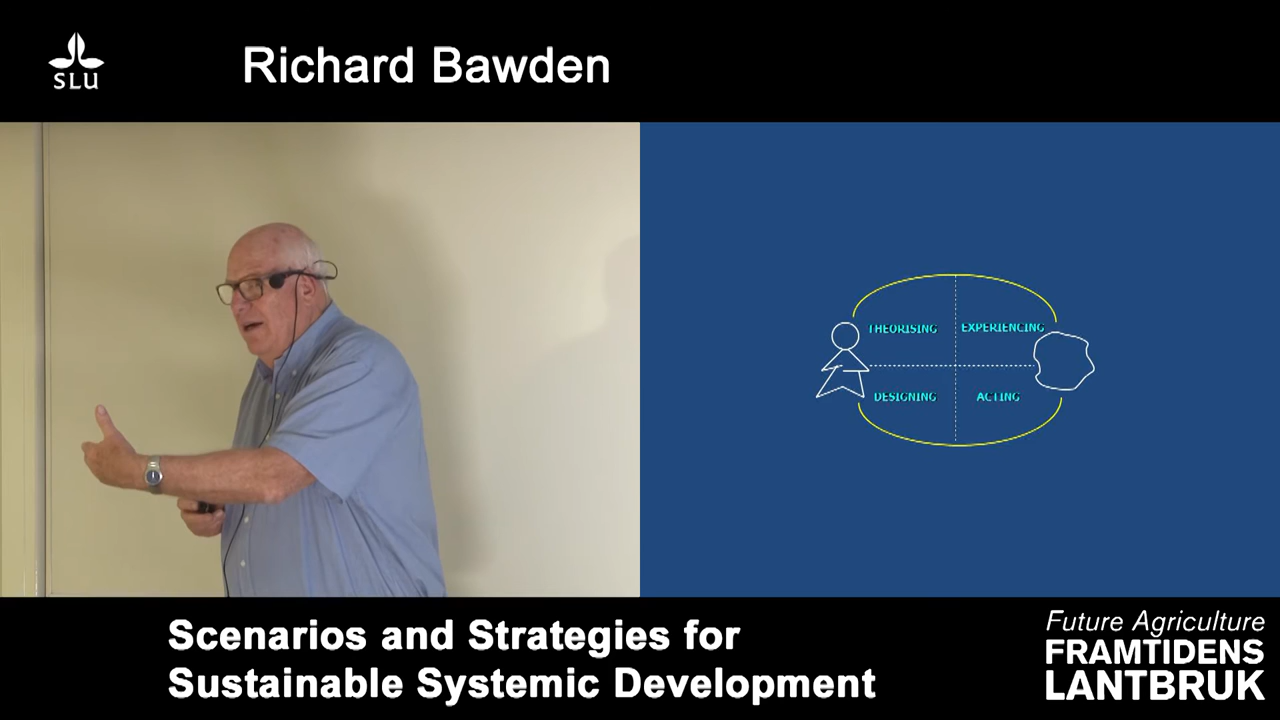 SLU
Richard Bawden
THEORISING
EXPERIENCING
DESIGNING
ACTING
Scenarios and Strategies for
Sustainable Systemic Development
Future Agriculture
FRAMTIDENS
LANTBRUK